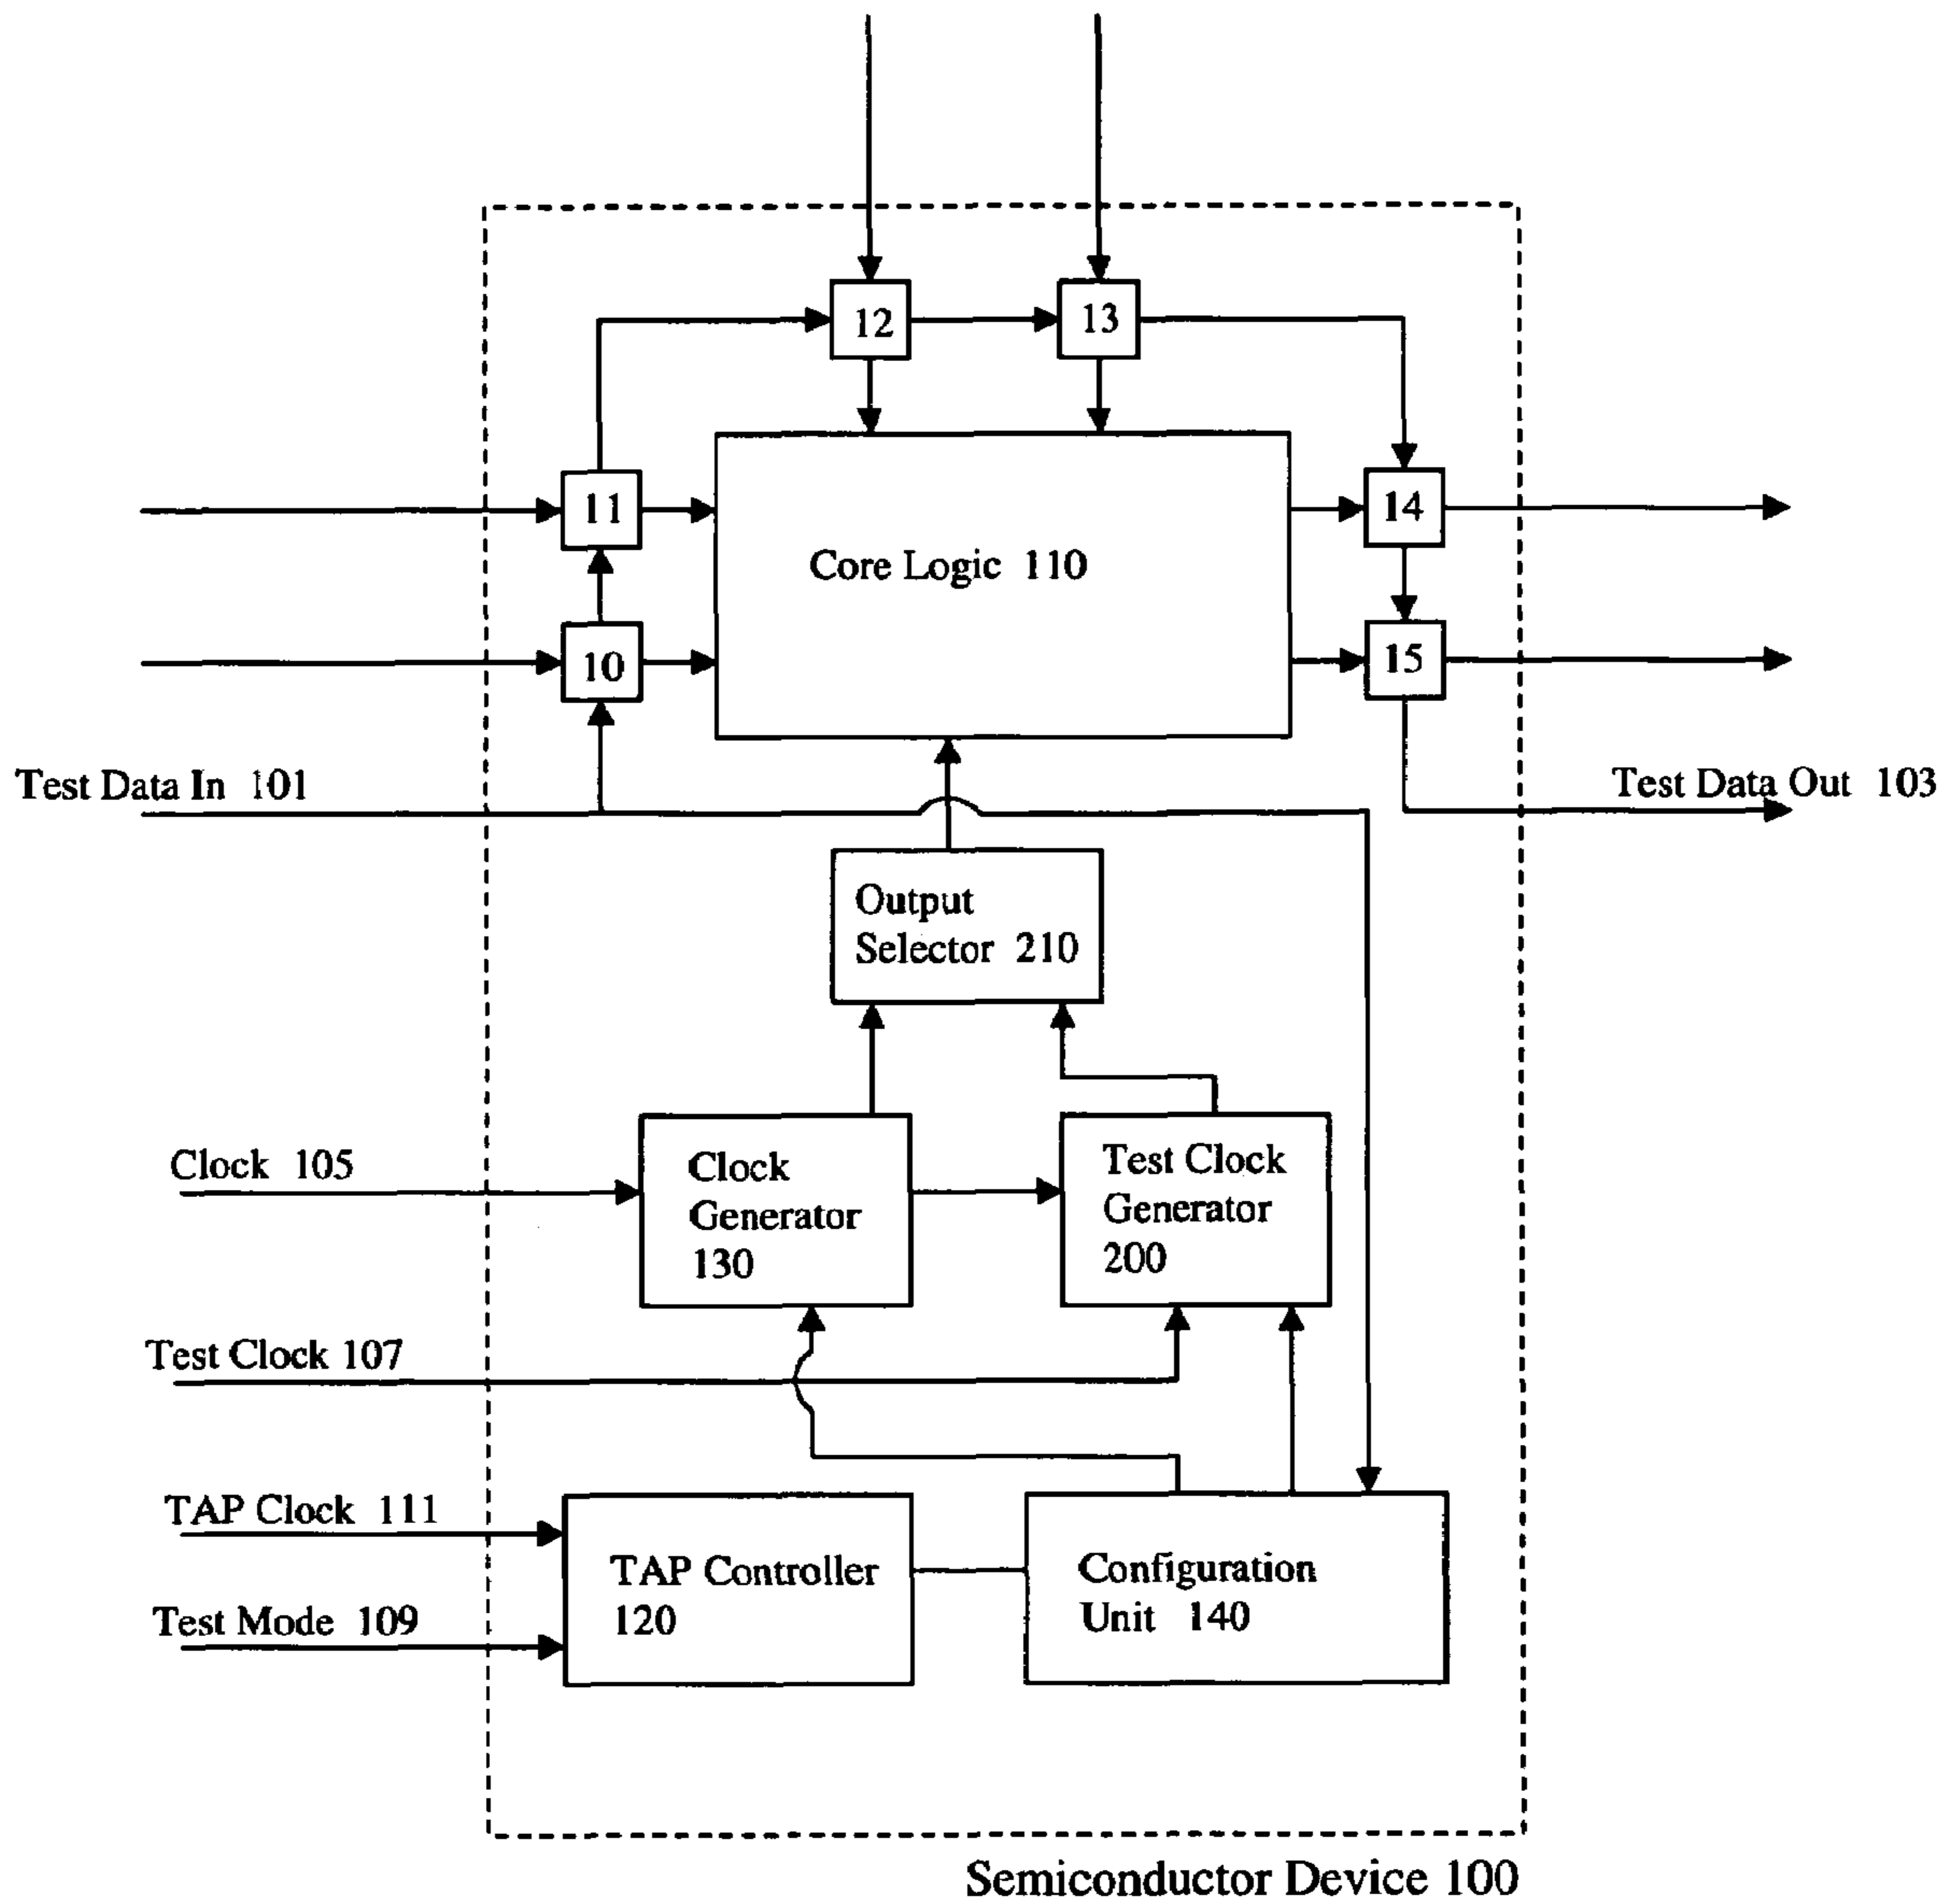 12
13
11
14
Core Logic 110
10
15
Test Data In 101
Test Data Out 103
Output
Selector 210
Clock 105
Clock
Generator
130
Test Clock
Generator
200
Test Clock 107
TAP Clock 111
TAP Controller
120
Configuration
Unit 140
Test Mode 109
Semiconductor Device 100